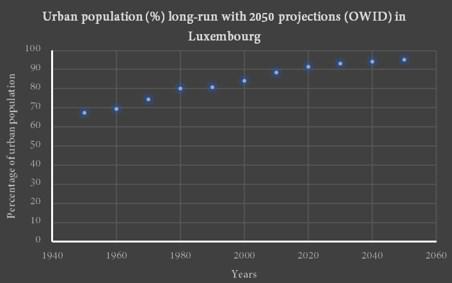 Urban population (%) long-run with 2050 projections (OWID) in
Luxembourg
Percentage of urban population
100
90
80
70
60
50
40
30
20
10
0
1940 1960 1980 2000 2020 2040 2060
Years